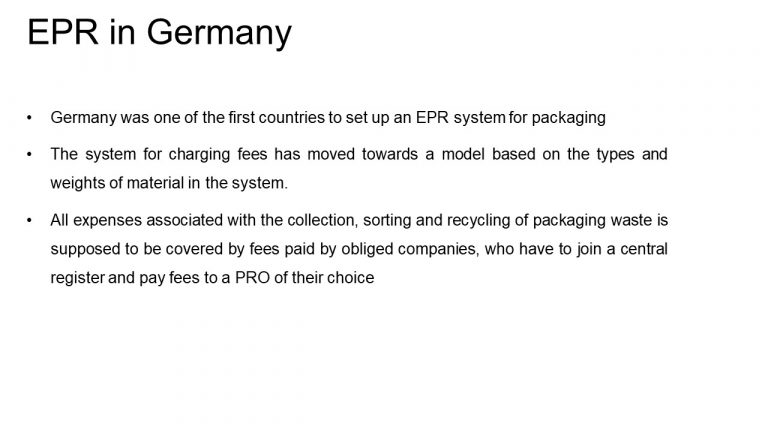 EPR in Germany
• Germany was one of the first countries to set up an EPR system for packaging
• The system for charging fees has moved towards a model based on the types and
weights of material in the system.
• All expenses associated with the collection, sorting and recycling of packaging waste is
supposed to be covered by fees paid by obliged companies, who have to join a central
register and pay fees to a PRO of their choice